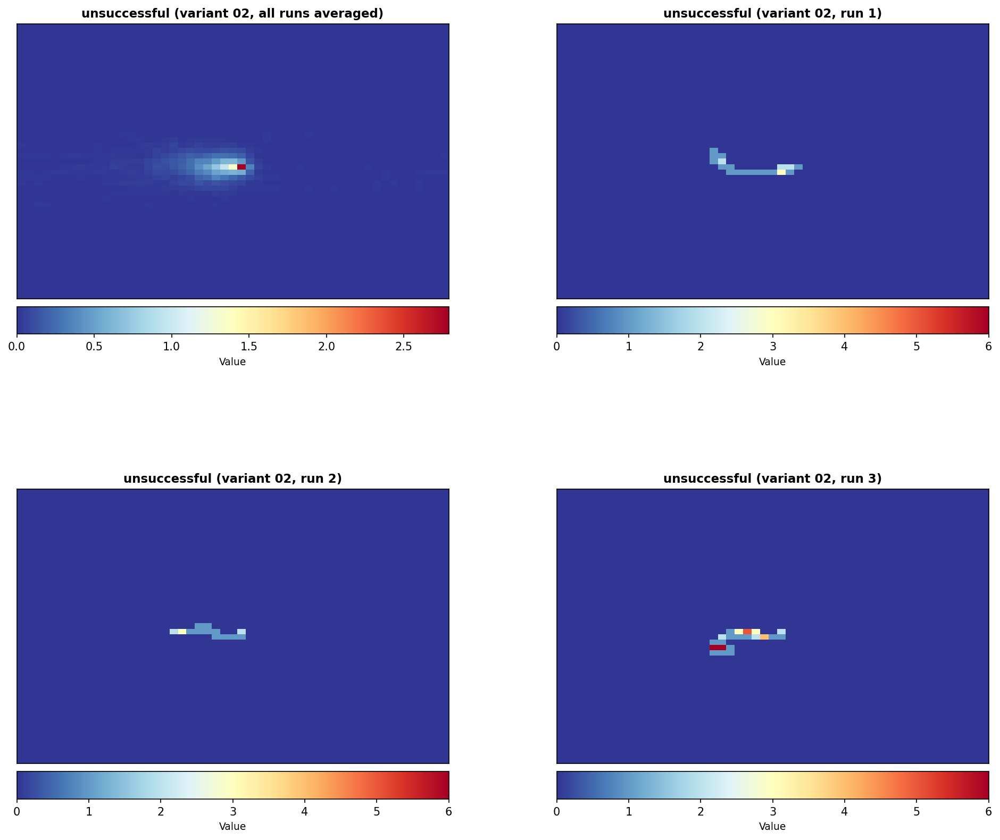 unsuccessful (variant 02, all runs averaged)
0.0 0.5 1.0 1.5 2.0 2.5
Value
unsuccessful (variant 02, run 1)
0 1 2 3 4 5 6
Value
unsuccessful (variant 02, run 2)
0 1 2 3 4 5 6
Value
unsuccessful (variant 02, run 3)
0 1 2 3 4 5 6
Value